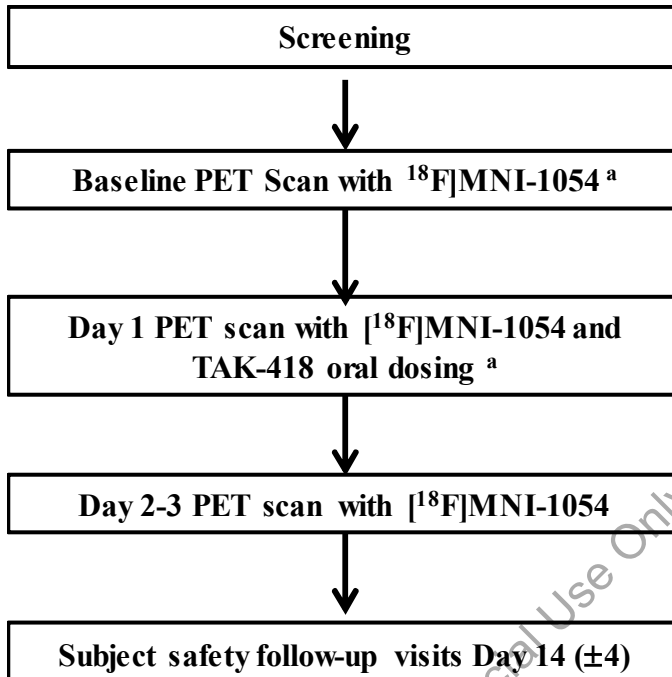 Screening
Baseline PET Scan with ¹⁸F]MNI-1054 ᵃ
Day 1 PET scan with [¹⁸F]MNI-1054 and
TAK-418 oral dosing ᵃ
Day 2-3 PET scan with [¹⁸F]MNI-1054
Subject safety follow-up visits Day 14 (±4)
Use Only